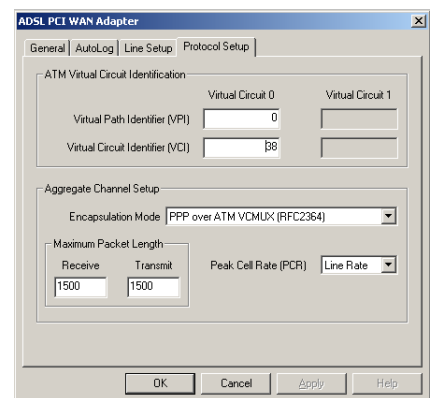 ADSL PCI WAN Adapter
General AutoLog Line Setup Protocol Setup
ATM Virtual Circuit Identification
Virtual Circuit 0 Virtual Circuit 1
Virtual Path Identifier (VPI) 0
Virtual Circuit Identifier (VCI) 38
Aggregate Channel Setup
Encapsulation Mode PPP over ATM VCMUX (RFC2364)
Maximum Packet Length
Receive Transmit Peak Cell Rate (PCR) Line Rate
1500 1500
OK Cancel Apply Help